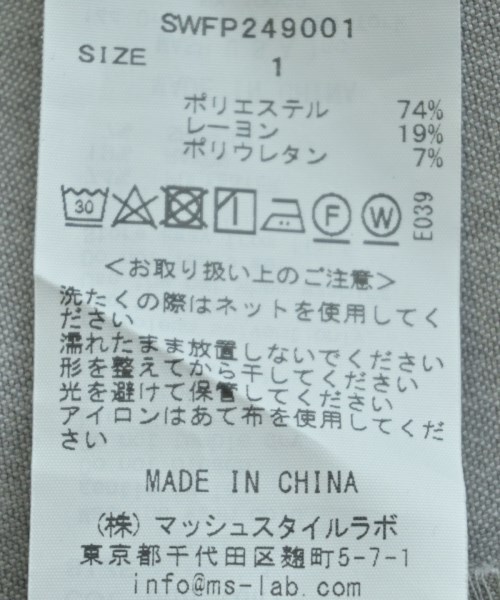 SWFP249001
SIZE 1
ポリエステル 74%
レーヨン 19%
ポリウレタン 7%
30 F W E039
<お取り扱い上のご注意>
洗たくの際はネットを使用してく
ださい
濡れたまま放置しないでください
形を整えてから干してください
光を避けて保管してください
アイロンはあて布を使用してくだ
さい
MADE IN CHINA
(株) マッシュスタイルラボ
東京都千代田区麹町5-7-1
info@ms-lab.com